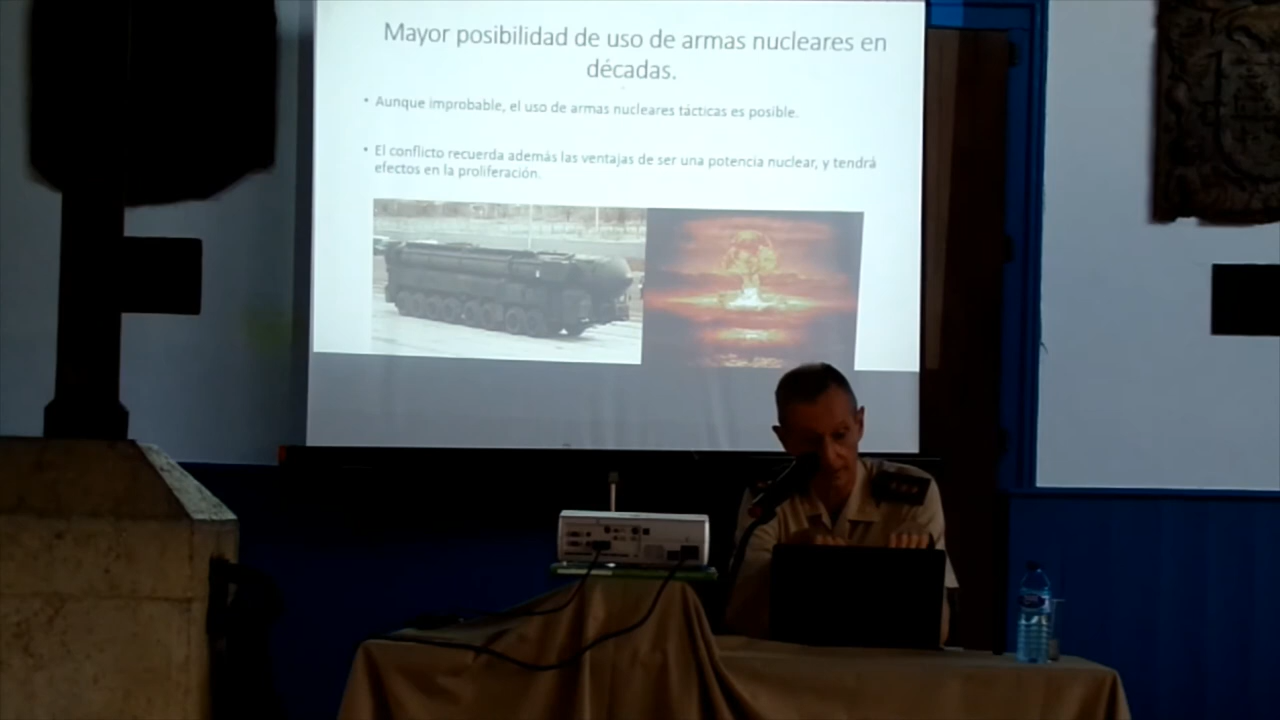 Mayor posibilidad de uso de armas nucleares en
décadas.
• Aunque improbable, el uso de armas nucleares tácticas es posible.
• El conflicto recuerda además las ventajas de ser una potencia nuclear, y tendrá
efectos en la proliferación.